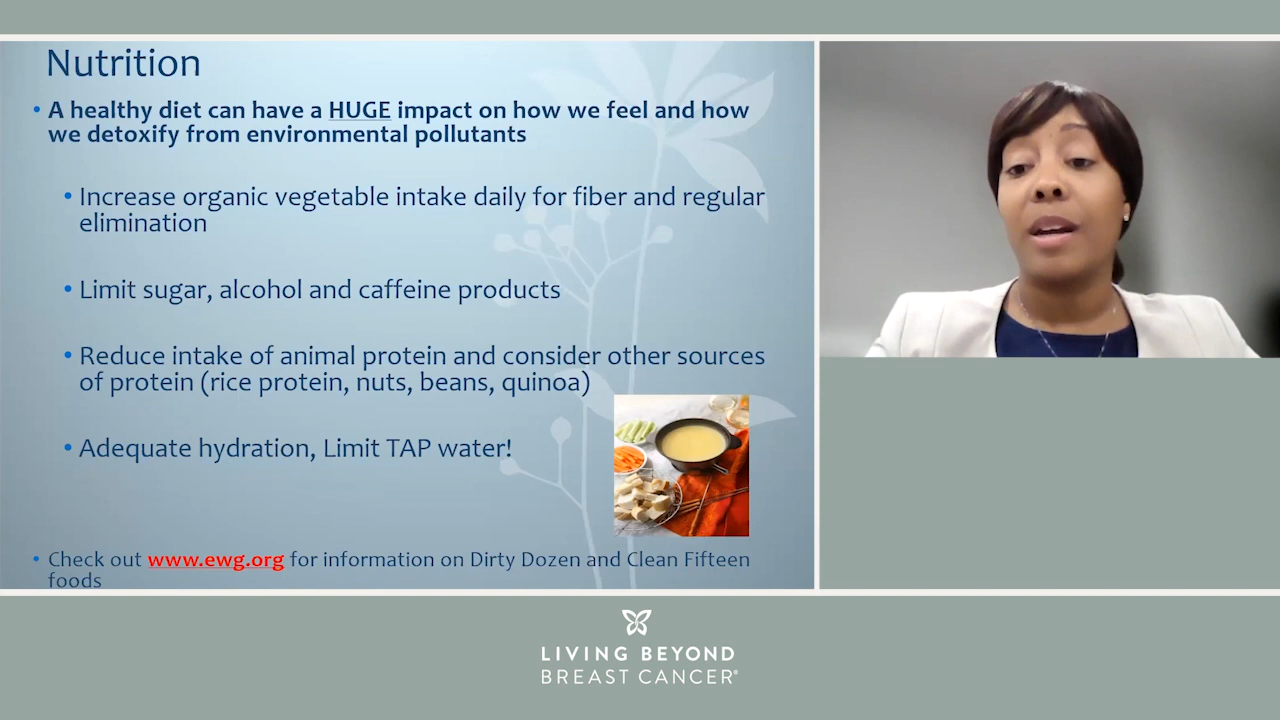 Nutrition
• A healthy diet can have a HUGE impact on how we feel and how
we detoxify from environmental pollutants
• Increase organic vegetable intake daily for fiber and regular
elimination
• Limit sugar, alcohol and caffeine products
• Reduce intake of animal protein and consider other sources
of protein (rice protein, nuts, beans, quinoa)
• Adequate hydration, Limit TAP water!
• Check out www.ewg.org for information on Dirty Dozen and Clean Fifteen
foods
LIVING BEYOND
BREAST CANCER®